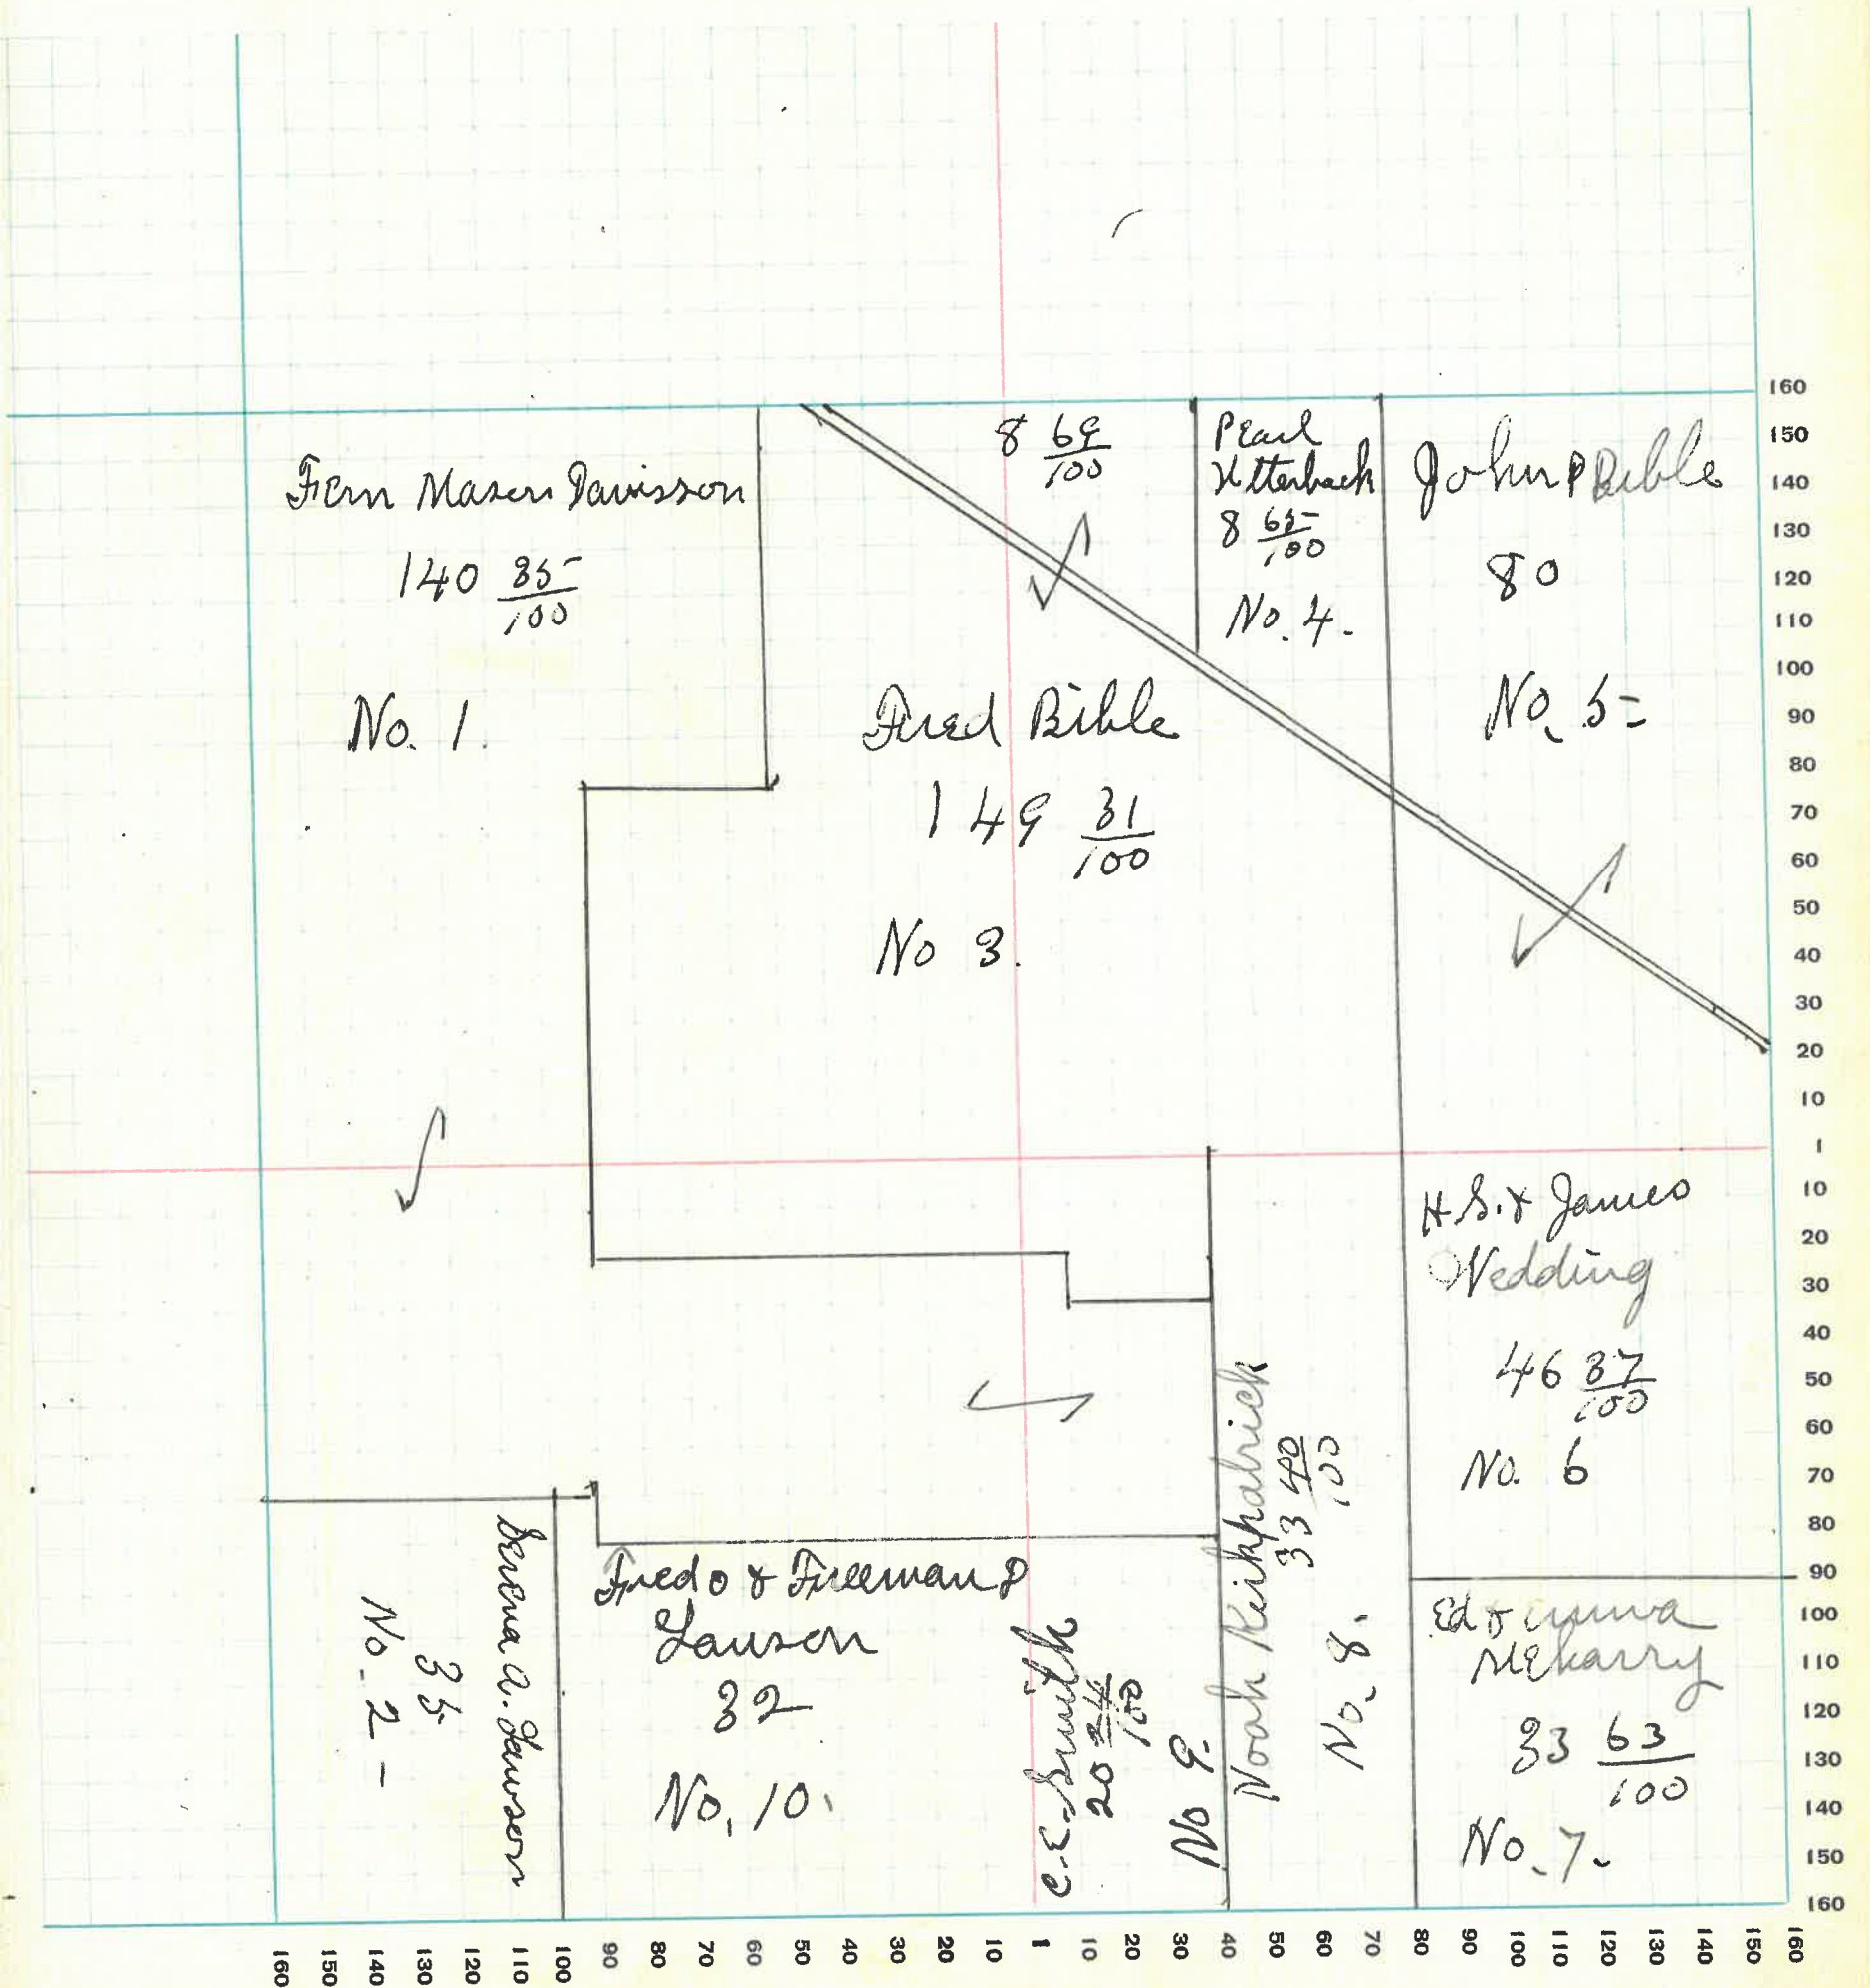 Fern Mason Davisson
140 85/100
No. 1.
8 69/100
Pearl
Utterback
8 65/100
No. 4.
John P Bible
80
No. 5
Fred Bible
149 31/100
No 3.
H.S. & James
Wedding
46 37/100
No. 6
Ed &
33 63/100
No. 7.
Noah Keirkpadrick
33 40/100
No. 8.
C. E. Smith
20 24/100
No 9.
Fred O & Freeman P
Lawson
32
No. 10.
Serena A. Lawson
35
No. 2
160
150
140
130
120
110
100
90
80
70
60
50
40
30
20
10
1
10
20
30
40
50
60
70
80
90
100
110
120
130
140
150
160
160 150 140 130 120 110 100 90 80 70 60 50 40 30 20 10 1 10 20 30 40 50 60 70 80 90 100 110 120 130 140 150 160